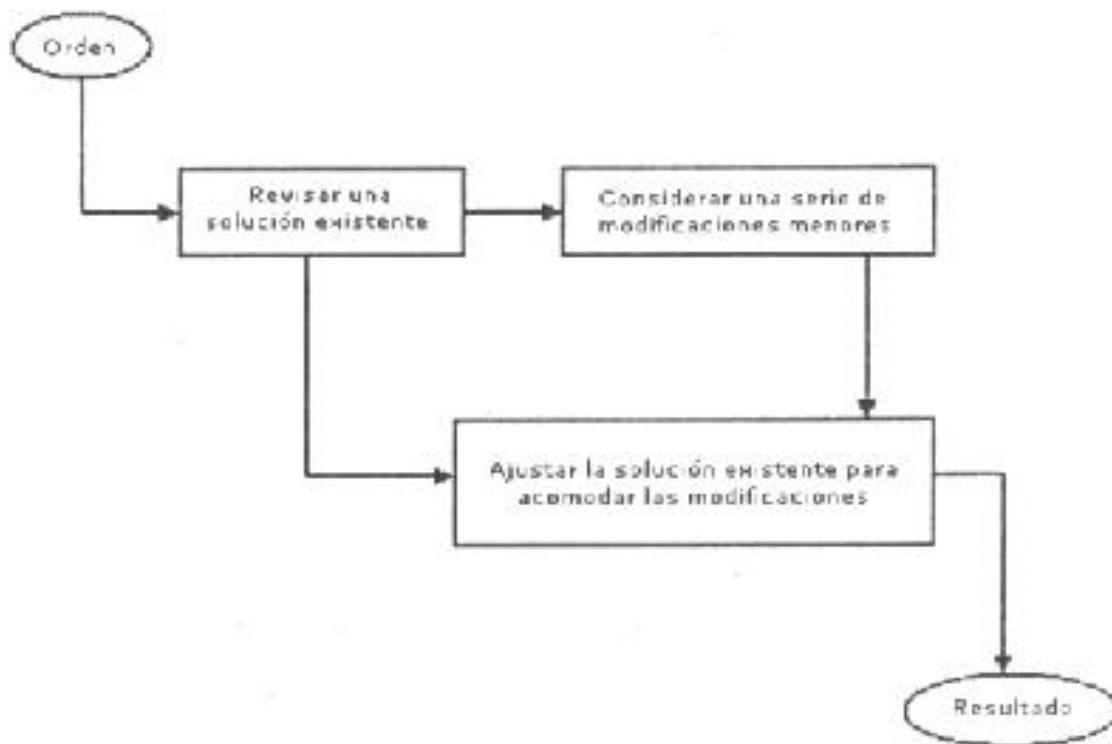 Orden
Revisar una
solución existente
Considerar una serie de
modificaciones menores
Ajustar la solución existente para
acomodar las modificaciones
Resultado